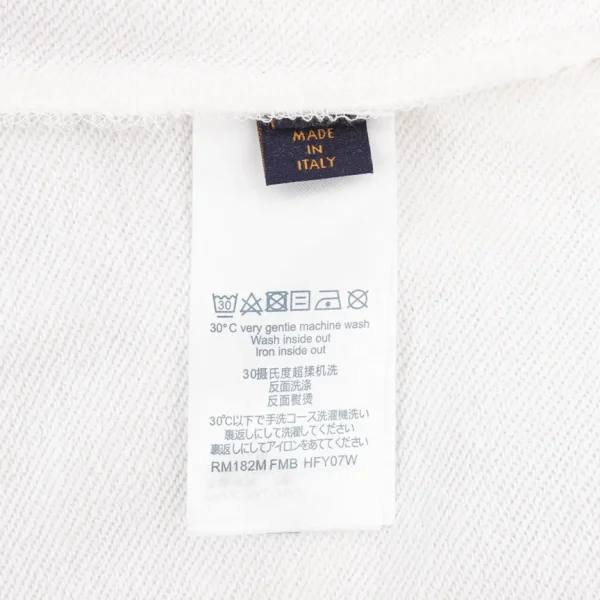 MADE
IN
ITALY
30
30°C very gentie machine wash
Wash inside out
Iron inside out
30摄氏度超揉机洗
反面洗涤
反面熨烫
30℃以下で手洗コース洗濯機洗い
裏返しにして洗濯してください
裏返しにしてアイロンをあててください
RM182M FMB HFY07W